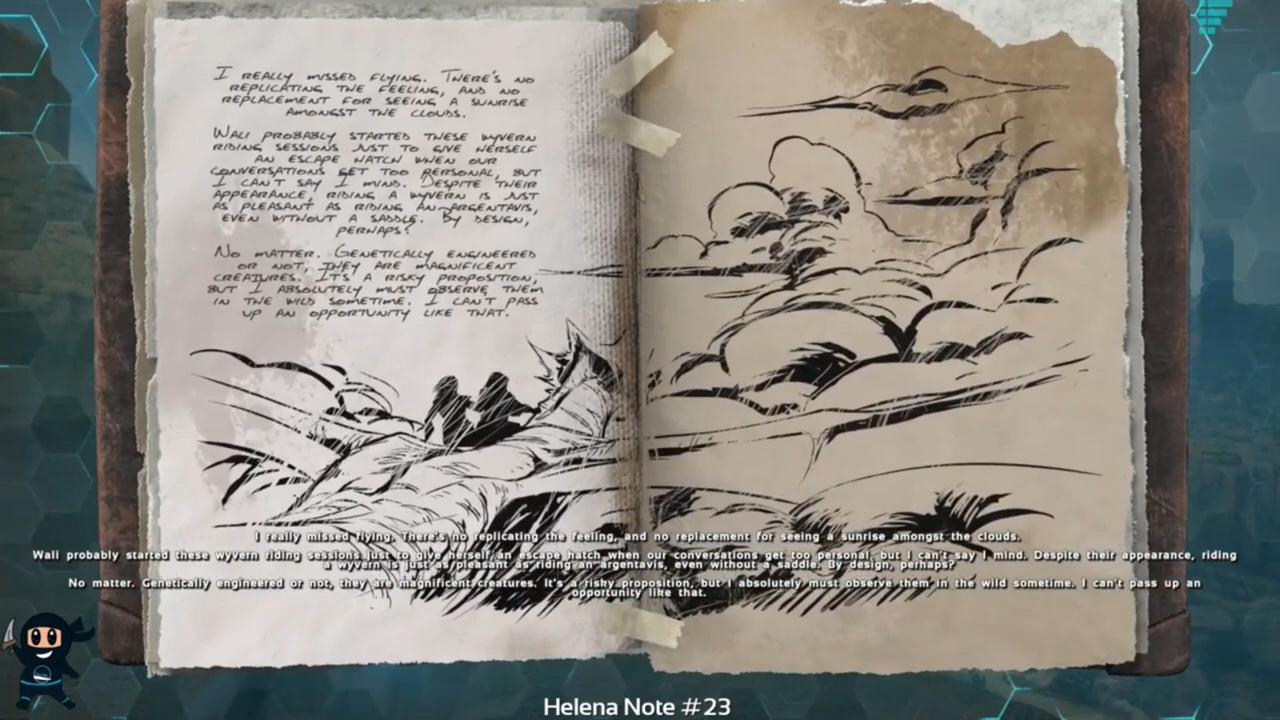 I REALLY MISSED FLYING. THERE'S NO
REPLICATING THE FEELING, AND NO
REPLACEMENT FOR SEEING A SUNRISE
AMONGST THE CLOUDS.
WALL PROBABLY STARTED THESE WYVERN
RIDING SESSIONS JUST TO GIVE HERSELF
AN ESCAPE HATCH WHEN OUR
CONVERSATIONS GET TOO PERSONAL, BUT
I CAN'T SAY I MIND. DESPITE THEIR
APPEARANCE, RIDING A WYVERN IS JUST
AS PLEASANT AS RIDING AN ARGENTAVIS,
EVEN WITHOUT A SADDLE. BY DESIGN,
PERHAPS?
NO MATTER. GENETICALLY ENGINEERED
OR NOT, THEY ARE MAGNIFICENT
CREATURES. IT'S A RISKY PROPOSITION,
BUT I ABSOLUTELY MUST OBSERVE THEM
IN THE WILD SOMETIME. I CAN'T PASS
UP AN OPPORTUNITY LIKE THAT.
I really missed flying. There's no replicating the feeling, and no replacement for seeing a sunrise amongst the clouds.
Wall probably started these wyvern riding sessions just to give herself an escape hatch when our conversations get too personal, but I can't say I mind. Despite their appearance, riding
a wyvern is just as pleasant as riding an argentavis, even without a saddle. By design, perhaps?
No matter. Genetically engineered or not, they are magnificent creatures. It's a risky proposition, but I absolutely must observe them in the wild sometime. I can't pass up an
opportunity like that.
Helena Note #23